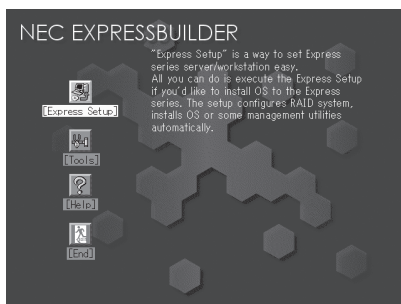 NEC EXPRESSBUILDER
"Express Setup" is a way to set Express
series server/workstation easy.
All you can do is execute the Express Setup
if you'd like to install OS to the Express
series. The setup configures RAID system,
installs OS or some management utilities
automatically.
[Express Setup]
[Tools]
[Help]
[End]